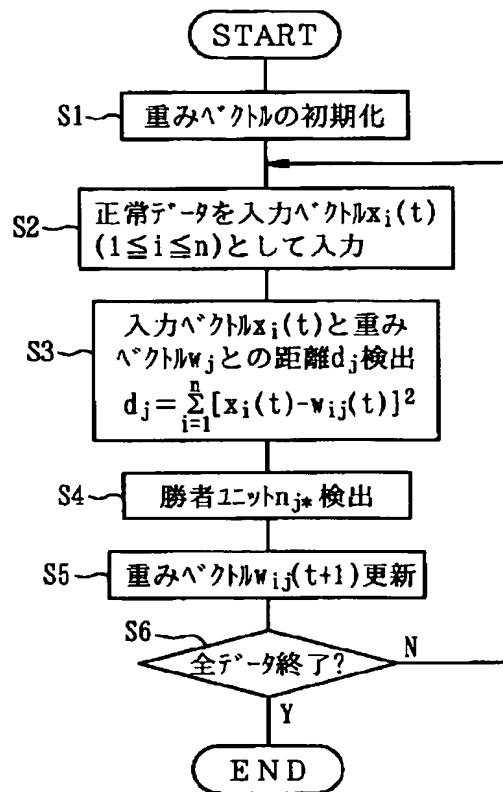 START
S1
重みベクトルの初期化
S2
正常データを入力ベクトルxi(t)
(1≦i≦n)として入力
S3
入力ベクトルxi(t)と重み
ベクトルwjとの距離dj検出
dj=Σ[xi(t)-wij(t)]2
n
i=1
S4
勝者ユニットnj*検出
S5
重みベクトルwij(t+1)更新
S6
全データ終了?
N
Y
END